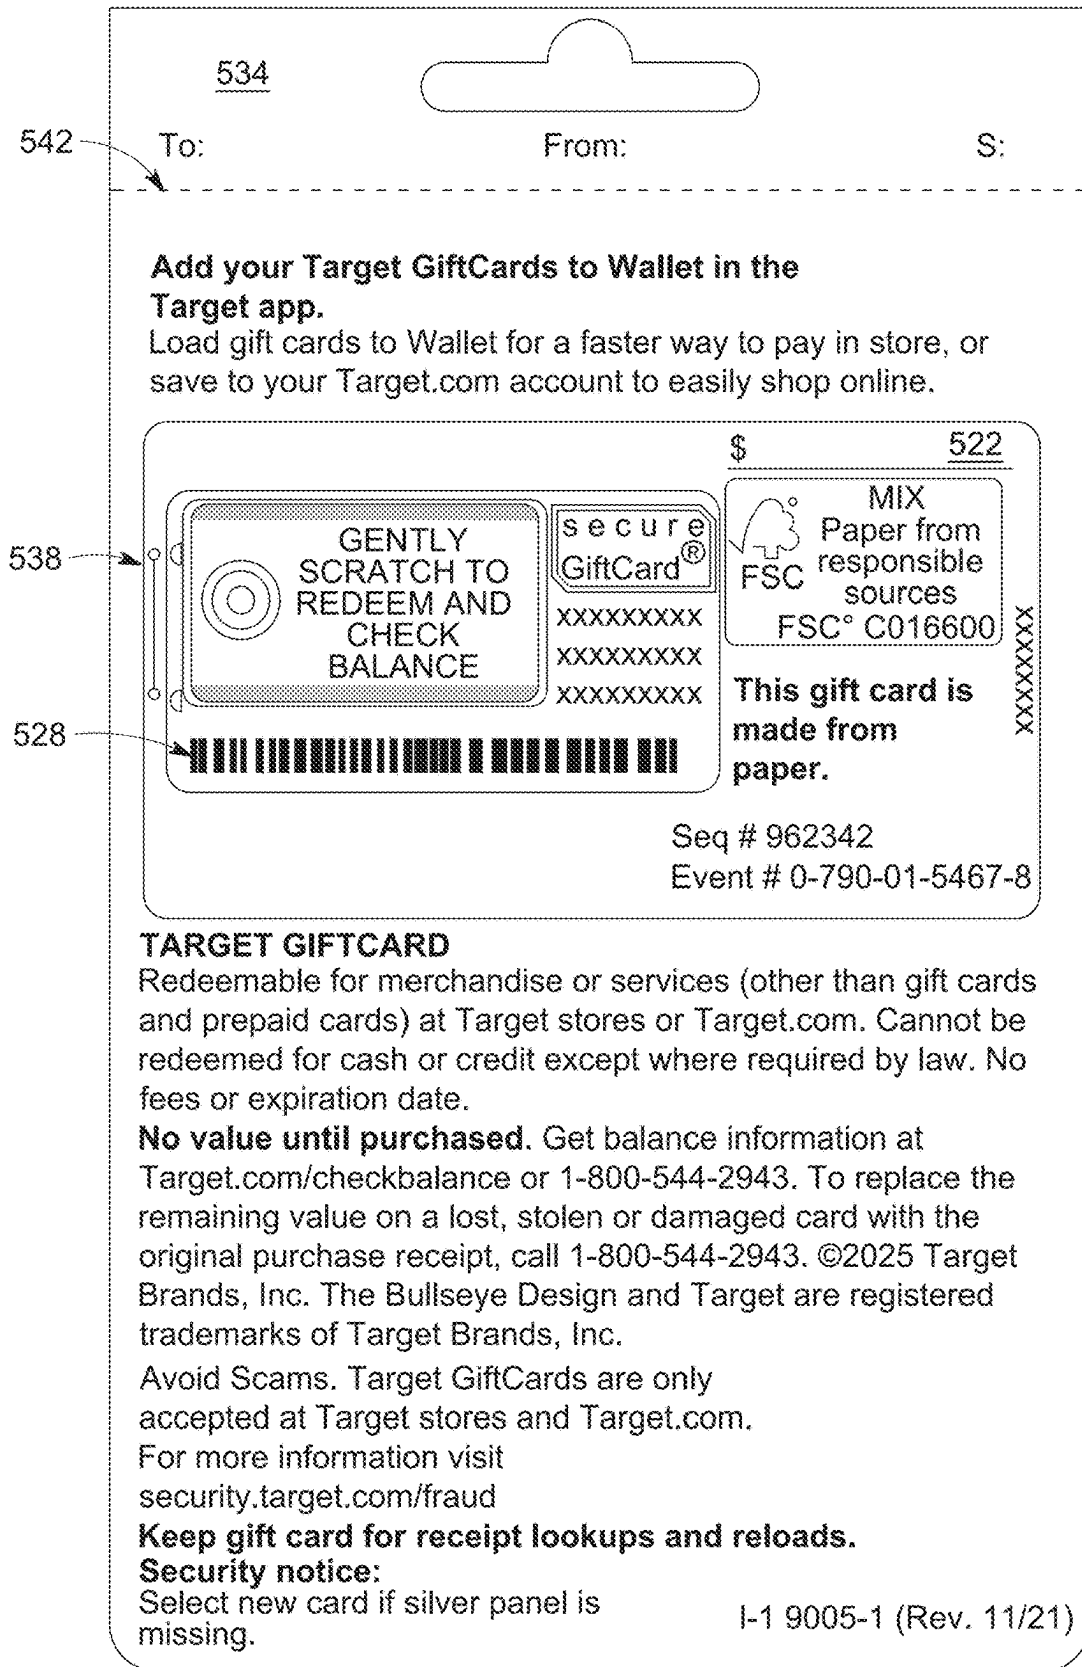 534
542
To: From: S:
Add your Target GiftCards to Wallet in the
Target app.
Load gift cards to Wallet for a faster way to pay in store, or
save to your Target.com account to easily shop online.
$ 522
538
GENTLY
SCRATCH TO
REDEEM AND
CHECK
BALANCE
secure
GiftCard®
XXXXXXXXX
XXXXXXXXX
XXXXXXXXX
FSC
MIX
Paper from
responsible
sources
FSC° C016600
XXXXXXXX
528
This gift card is
made from
paper.
Seq # 962342
Event # 0-790-01-5467-8
TARGET GIFTCARD
Redeemable for merchandise or services (other than gift cards
and prepaid cards) at Target stores or Target.com. Cannot be
redeemed for cash or credit except where required by law. No
fees or expiration date.
No value until purchased. Get balance information at
Target.com/checkbalance or 1-800-544-2943. To replace the
remaining value on a lost, stolen or damaged card with the
original purchase receipt, call 1-800-544-2943. ©2025 Target
Brands, Inc. The Bullseye Design and Target are registered
trademarks of Target Brands, Inc.
Avoid Scams. Target GiftCards are only
accepted at Target stores and Target.com.
For more information visit
security.target.com/fraud
Keep gift card for receipt lookups and reloads.
Security notice:
Select new card if silver panel is
missing.
I-1 9005-1 (Rev. 11/21)